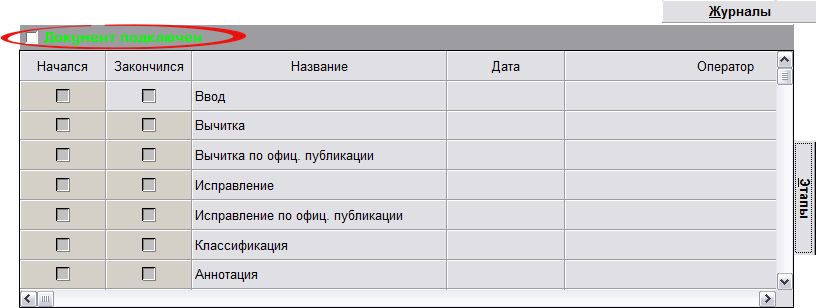 Журналы
Документ подключен
Начался Закончился Название Дата Оператор
Ввод
Вычитка
Вычитка по офиц. публикации
Исправление
Исправление по офиц. публикации
Классификация
Аннотация
Этапы